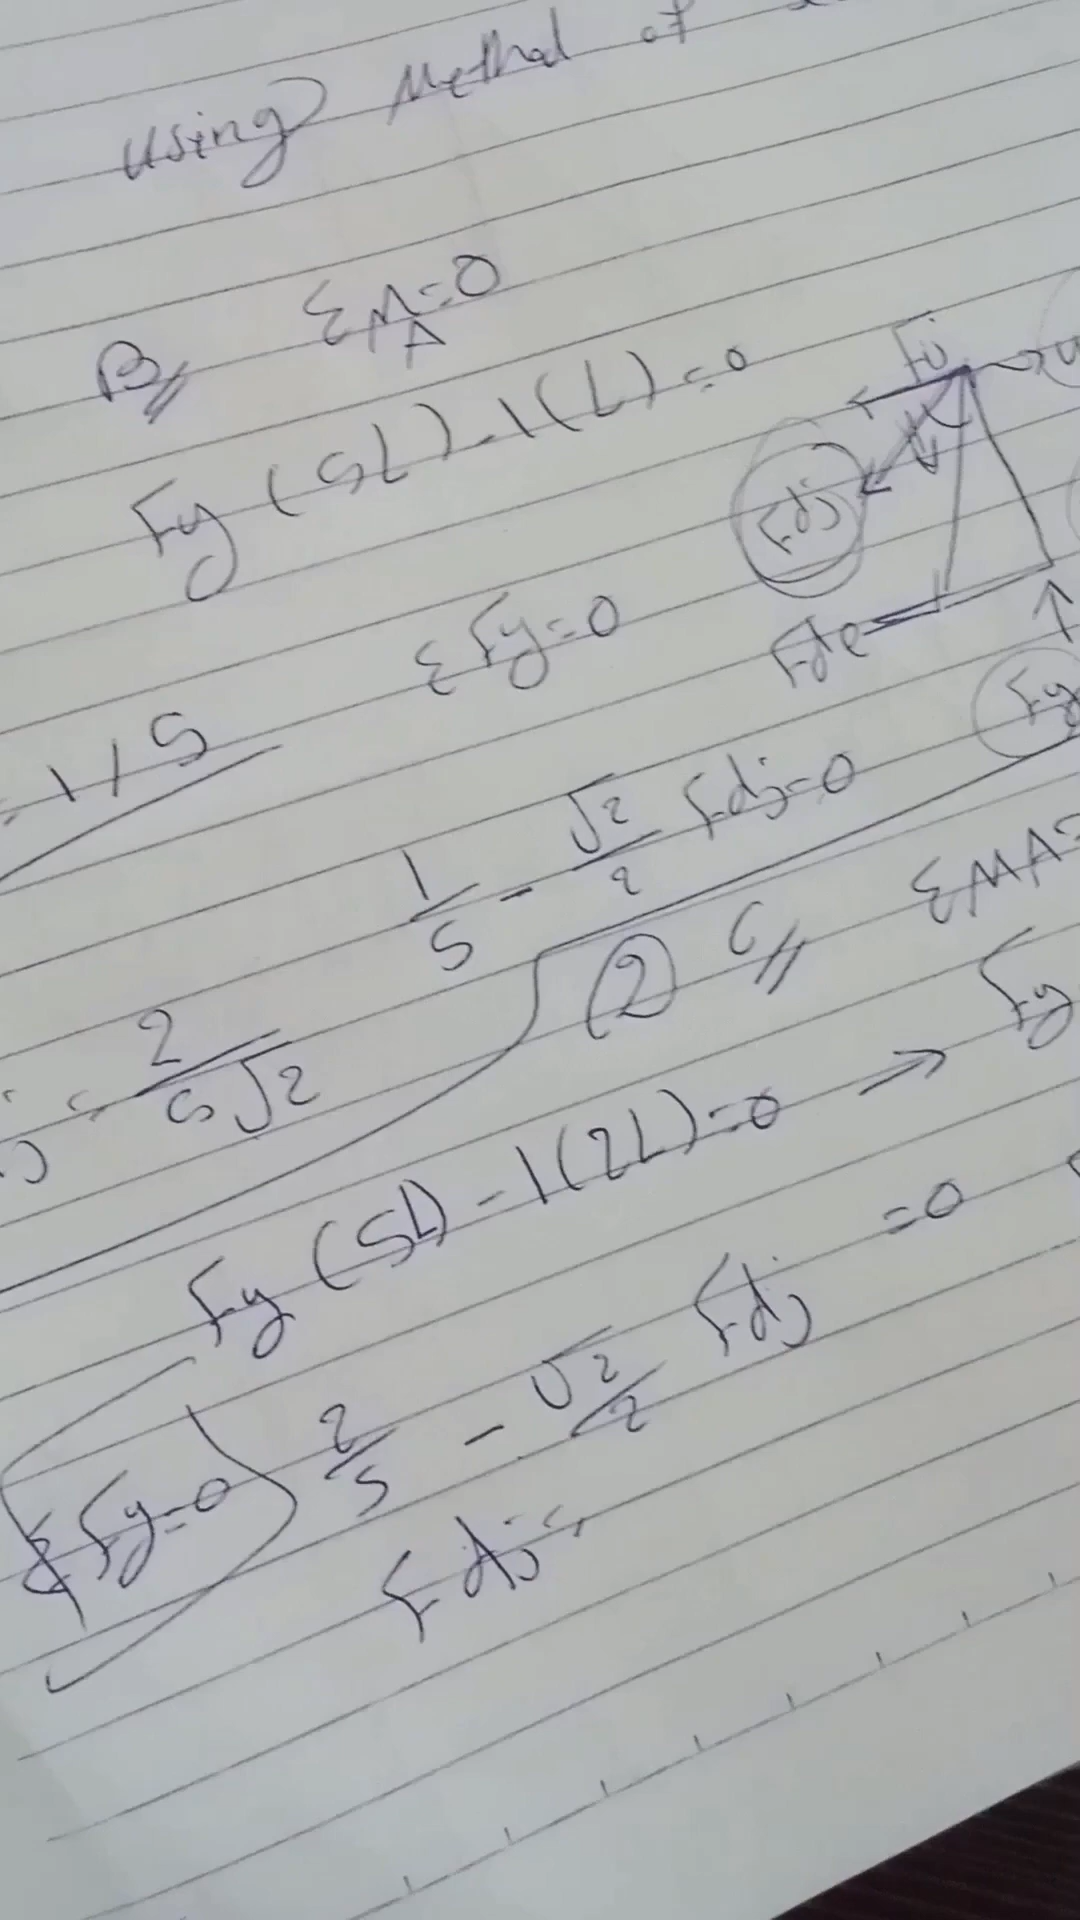 using Method of
B// ΣM_A=0
Fy (5L) - 1(L) = 0
ΣFy=0
= 1/5
1/5 - √2/2 Fdj=0
Fij
Fdj
Fde
Fy
= 2/5√2
② C// ΣMA=
Fy (5L) - 1(2L)=0 → Fy
ΣFy=0 2/5 - √2/2 Fdj =0
Fdj=